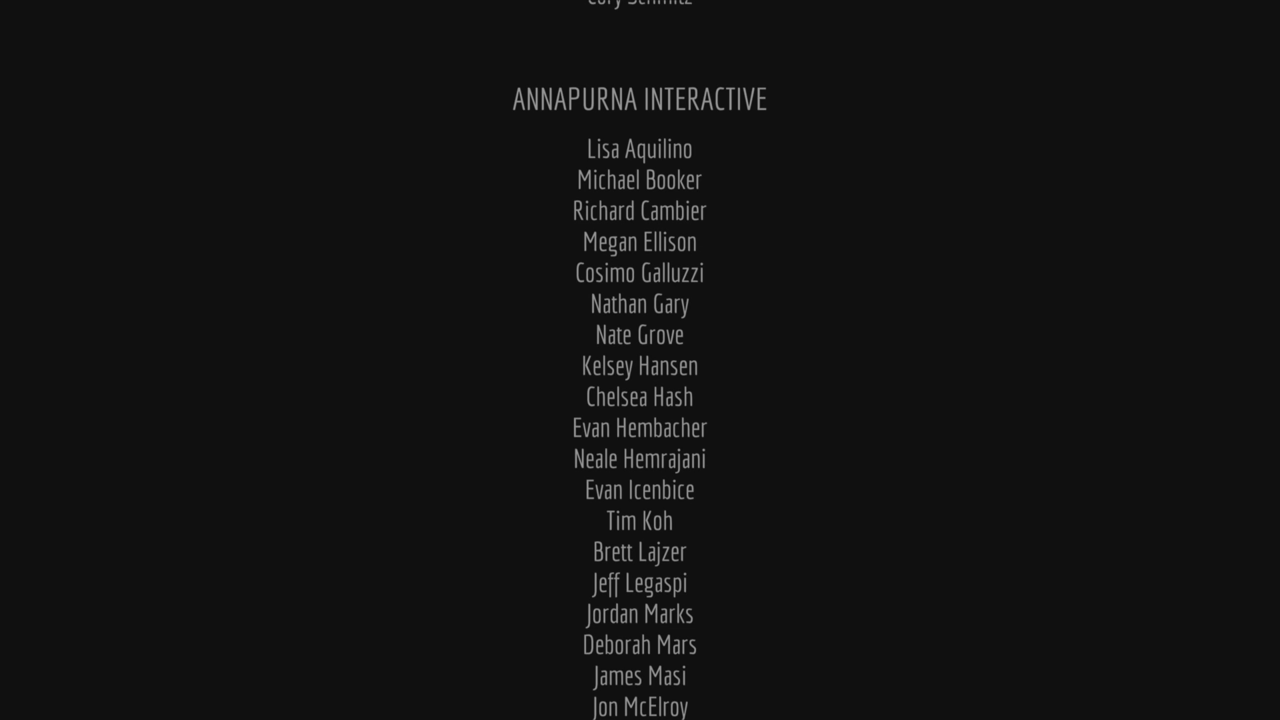 Cory Schmitz
ANNAPURNA INTERACTIVE
Lisa Aquilino
Michael Booker
Richard Cambier
Megan Ellison
Cosimo Galluzzi
Nathan Gary
Nate Grove
Kelsey Hansen
Chelsea Hash
Evan Hembacher
Neale Hemrajani
Evan Icenbice
Tim Koh
Brett Lajzer
Jeff Legaspi
Jordan Marks
Deborah Mars
James Masi
Jon McElroy